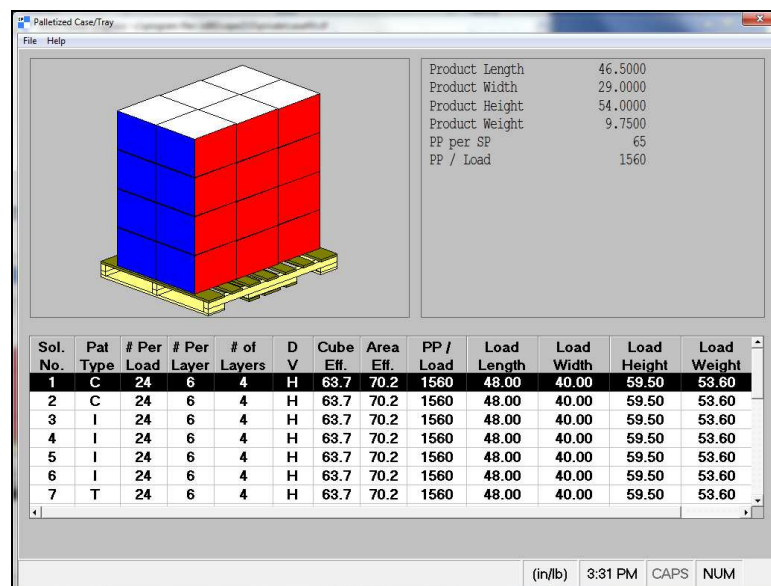 Palletized Case/Tray
File Help
Product Length 46.5000
Product Width 29.0000
Product Height 54.0000
Product Weight 9.7500
PP per SP 65
PP / Load 1560
Sol. No. Pat Type # Per Load # Per Layer # of Layers D V Cube Eff. Area Eff. PP / Load Load Length Load Width Load Height Load Weight
1 C 24 6 4 H 63.7 70.2 1560 48.00 40.00 59.50 53.60
2 C 24 6 4 H 63.7 70.2 1560 48.00 40.00 59.50 53.60
3 I 24 6 4 H 63.7 70.2 1560 48.00 40.00 59.50 53.60
4 I 24 6 4 H 63.7 70.2 1560 48.00 40.00 59.50 53.60
5 I 24 6 4 H 63.7 70.2 1560 48.00 40.00 59.50 53.60
6 I 24 6 4 H 63.7 70.2 1560 48.00 40.00 59.50 53.60
7 T 24 6 4 H 63.7 70.2 1560 48.00 40.00 59.50 53.60
(in/lb) 3:31 PM CAPS NUM